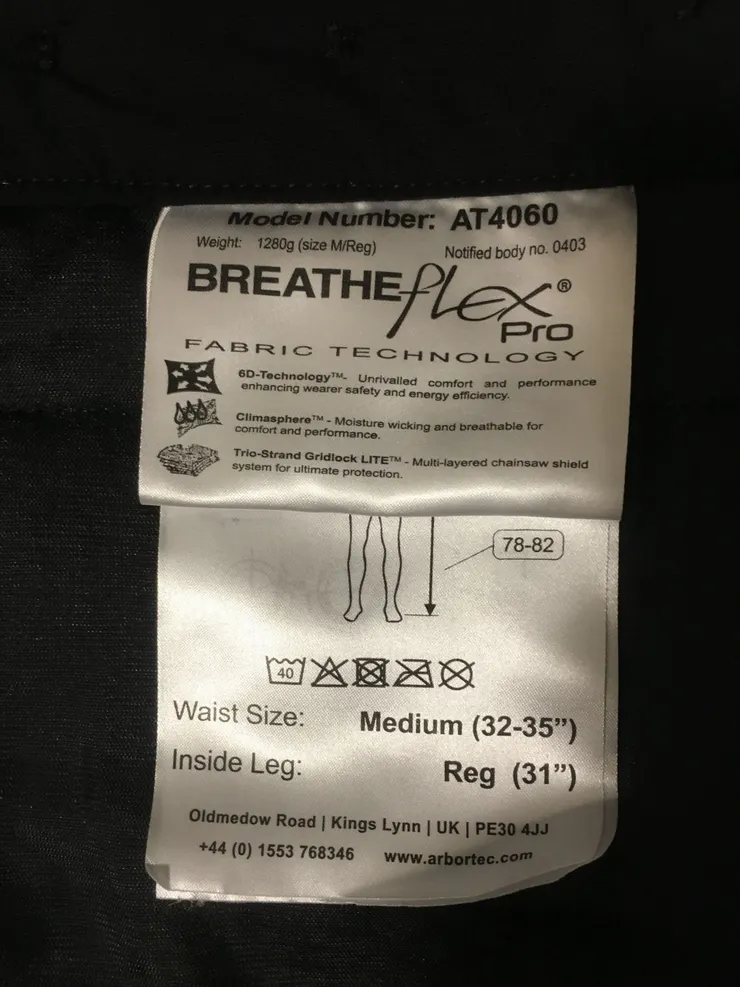 Model Number: AT4060
Weight: 1280g (size M/Reg) Notified body no. 0403
BREATHEflex® Pro
FABRIC TECHNOLOGY
6D-Technology™- Unrivalled comfort and performance
enhancing wearer safety and energy efficiency.
Climasphere™ - Moisture wicking and breathable for
comfort and performance.
Trio-Strand Gridlock LITE™ - Multi-layered chainsaw shield
system for ultimate protection.
78-82
40
Waist Size: Medium (32-35”)
Inside Leg: Reg (31”)
Oldmedow Road | Kings Lynn | UK | PE30 4JJ
+44 (0) 1553 768346 www.arbortec.com